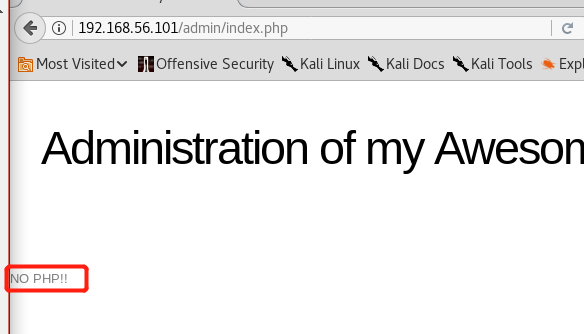 192.168.56.101/admin/index.php
Most Visited Offensive Security Kali Linux Kali Docs Kali Tools Expl
Administration of my Awesom
NO PHP!!